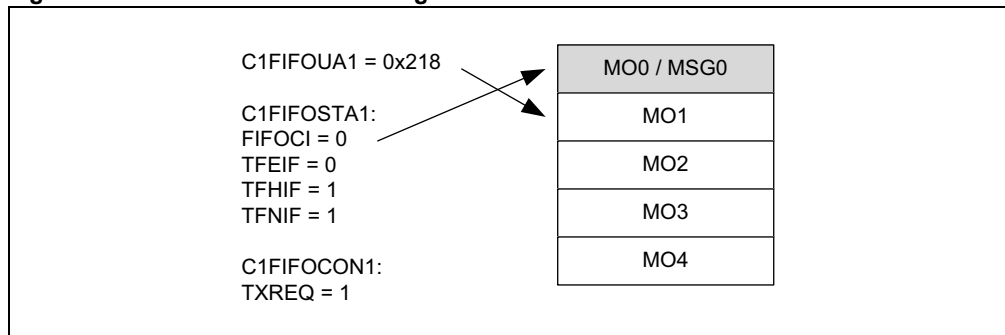 C1FIFOUA1 = 0x218
C1FIFOSTA1:
FIFOCI = 0
TFEIF = 0
TFHIF = 1
TFNIF = 1
C1FIFOCON1:
TXREQ = 1
MO0 / MSG0
MO1
MO2
MO3
MO4